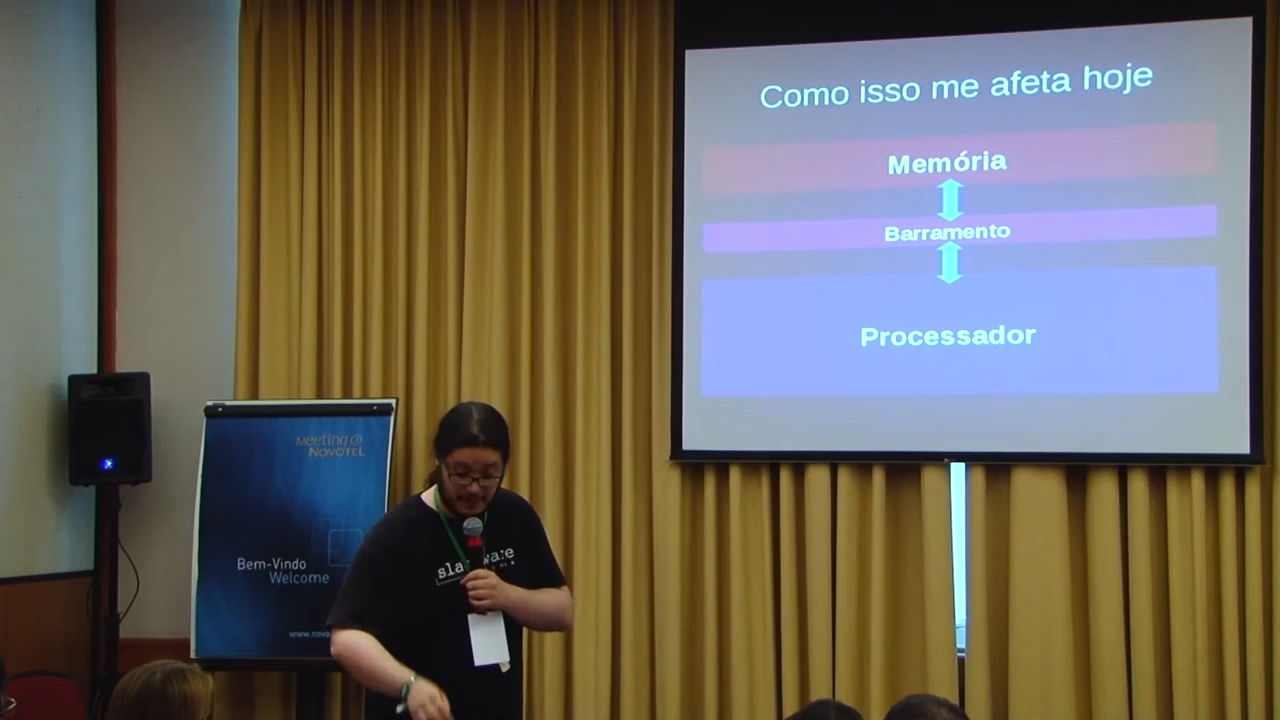 Como isso me afeta hoje
Memória
Barramento
Processador
Meeting@
Novotel
Bem-Vindo
Welcome